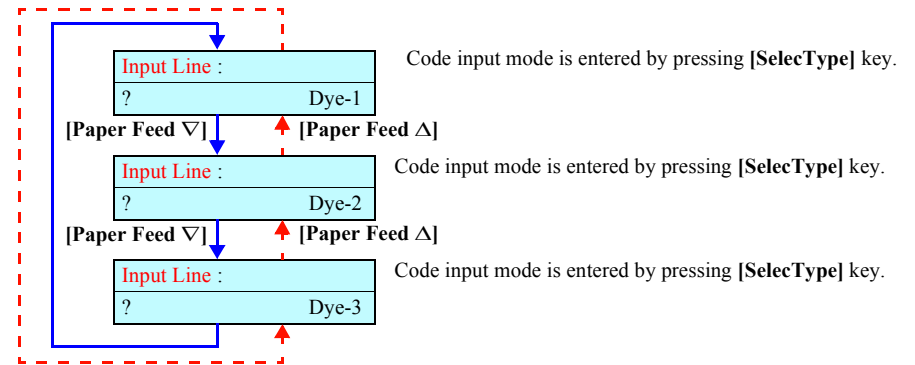 Input Line : Code input mode is entered by pressing [SelecType] key.
? Dye-1
[Paper Feed ∇] [Paper Feed Δ]
Input Line : Code input mode is entered by pressing [SelecType] key.
? Dye-2
[Paper Feed ∇] [Paper Feed Δ]
Input Line : Code input mode is entered by pressing [SelecType] key.
? Dye-3